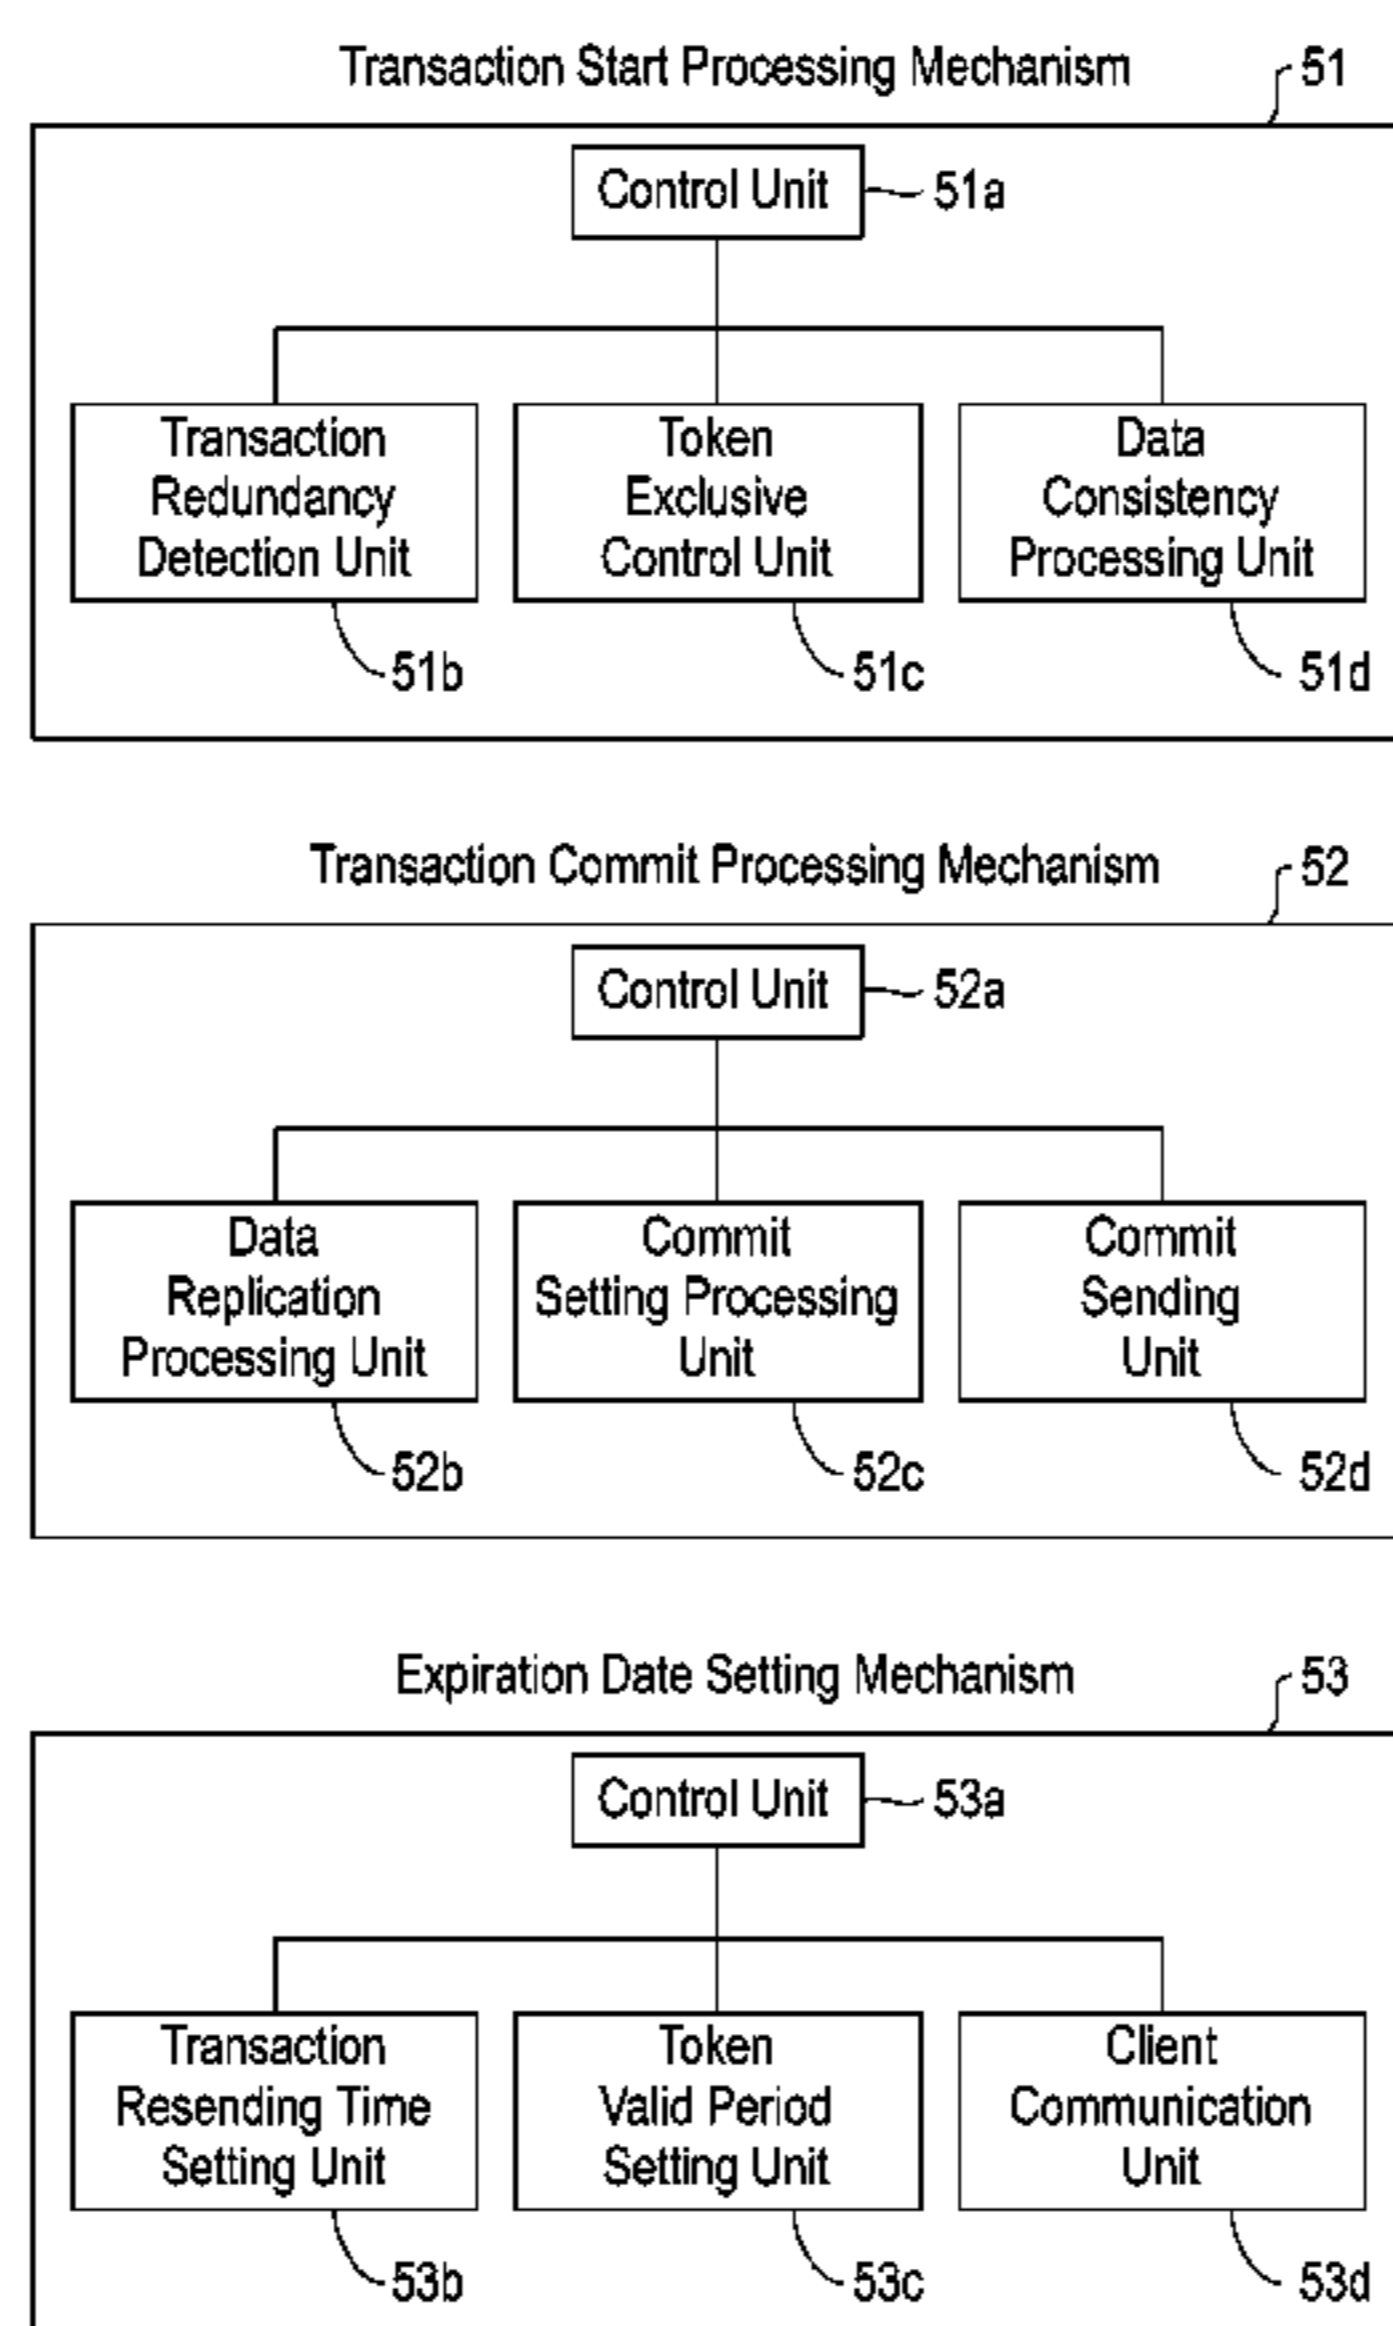 Transaction Start Processing Mechanism
51
Control Unit
51a
Transaction
Redundancy
Detection Unit
51b
Token
Exclusive
Control Unit
51c
Data
Consistency
Processing Unit
51d
Transaction Commit Processing Mechanism
52
Control Unit
52a
Data
Replication
Processing Unit
52b
Commit
Setting Processing
Unit
52c
Commit
Sending
Unit
52d
Expiration Date Setting Mechanism
53
Control Unit
53a
Transaction
Resending Time
Setting Unit
53b
Token
Valid Period
Setting Unit
53c
Client
Communication
Unit
53d